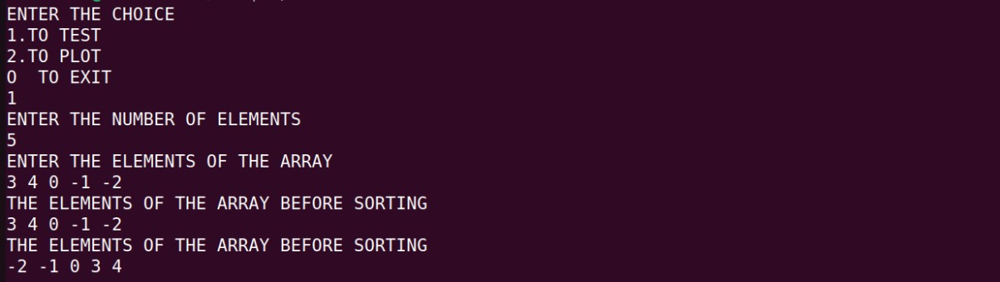 ENTER THE CHOICE
1.TO TEST
2.TO PLOT
O  TO EXIT
1
ENTER THE NUMBER OF ELEMENTS
5
ENTER THE ELEMENTS OF THE ARRAY
3 4 0 -1 -2
THE ELEMENTS OF THE ARRAY BEFORE SORTING
3 4 0 -1 -2
THE ELEMENTS OF THE ARRAY BEFORE SORTING
-2 -1 0 3 4